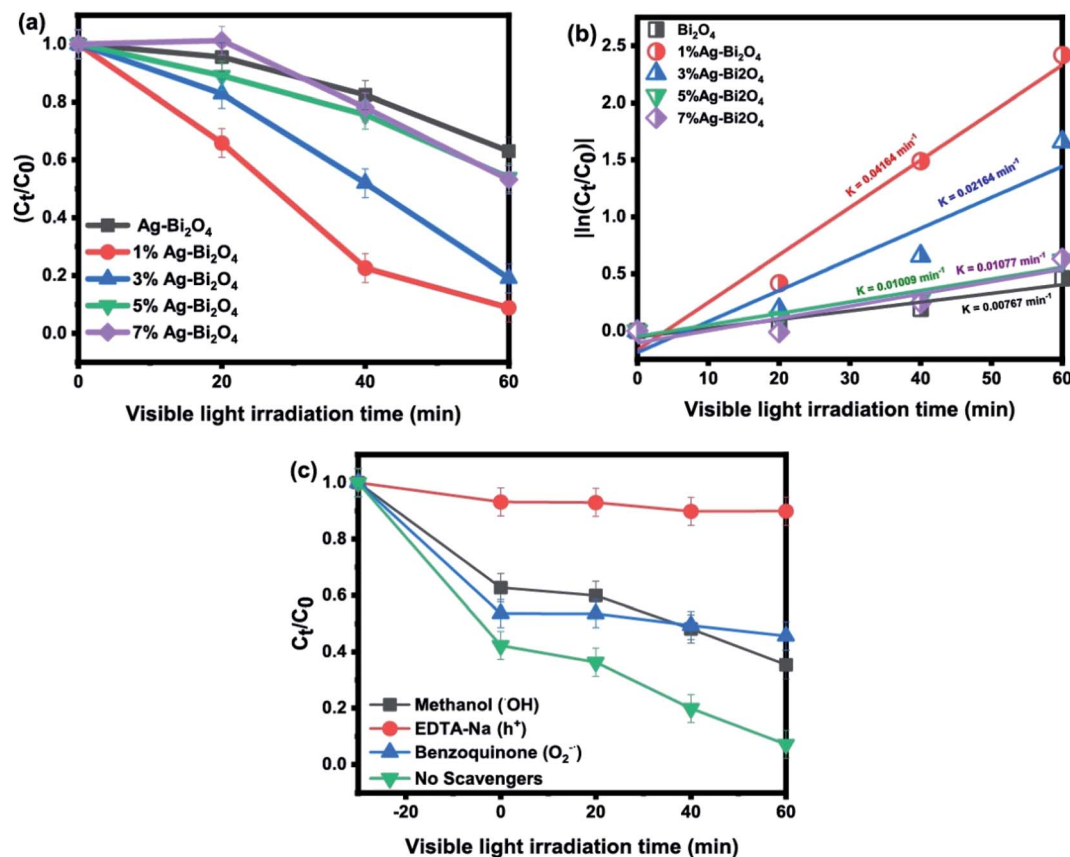 (a)
1.0
0.8
0.6
0.4
0.2
0.0
(Ct/C0)
Ag-Bi₂O₄
1% Ag-Bi₂O₄
3% Ag-Bi₂O₄
5% Ag-Bi₂O₄
7% Ag-Bi₂O₄
0 20 40 60
Visible light irradiation time (min)
(b)
2.5
2.0
1.5
1.0
0.5
0.0
|ln(Ct/C0)|
Bi₂O₄
1%Ag-Bi₂O₄
3%Ag-Bi2O₄
5%Ag-Bi2O₄
7%Ag-Bi2O₄
K = 0.04164 min⁻¹
K = 0.02164 min⁻¹
K = 0.01077 min⁻¹
K = 0.01009 min⁻¹
K = 0.00767 min⁻¹
0 10 20 30 40 50 60
Visible light irradiation time (min)
(c)
1.0
0.8
0.6
0.4
0.2
0.0
Ct/C0
Methanol (˙OH)
EDTA-Na (h⁺)
Benzoquinone (O₂⁻˙)
No Scavengers
-20 0 20 40 60
Visible light irradiation time (min)